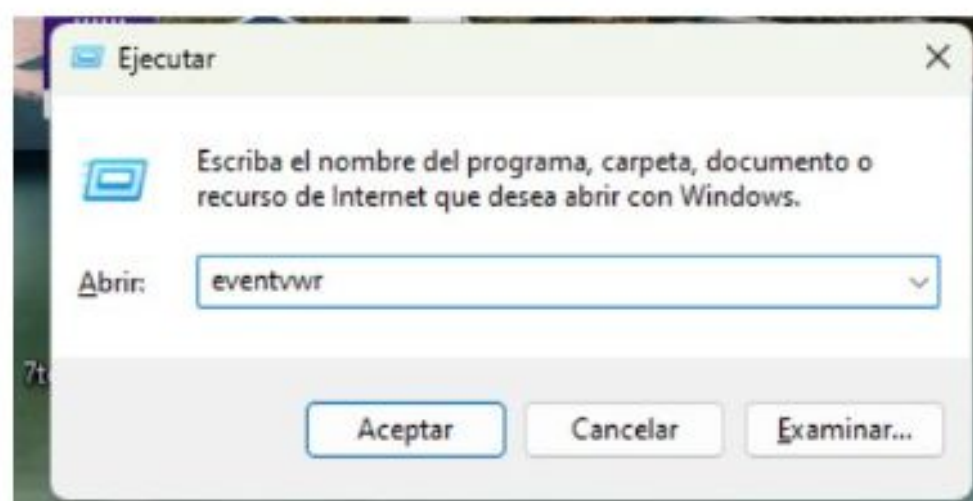 Ejecutar
Escriba el nombre del programa, carpeta, documento o
recurso de Internet que desea abrir con Windows.
Abrir:
eventvwr
Aceptar
Cancelar
Examinar...